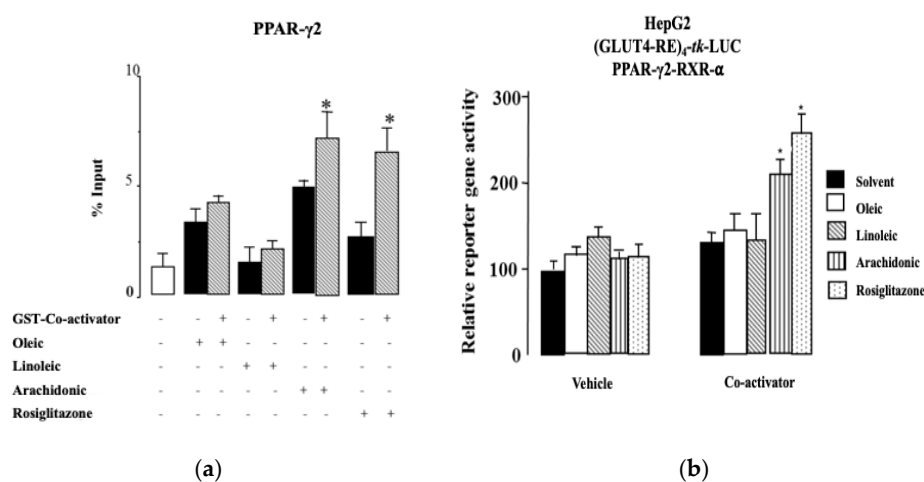 PPAR-γ2
10
5
0
% Input
* *
GST-Co-activator - - + - + - + - +
Oleic - + + - - - - - -
Linoleic - - - + + - - - -
Arachidonic - - - - - + + - -
Rosiglitazone - - - - - - - + +
(a)
HepG2
(GLUT4-RE)₄-tk-LUC
PPAR-γ2-RXR-α
Relative reporter gene activity
300
200
100
0
* *
Vehicle Co-activator
Solvent
Oleic
Linoleic
Arachidonic
Rosiglitazone
(b)